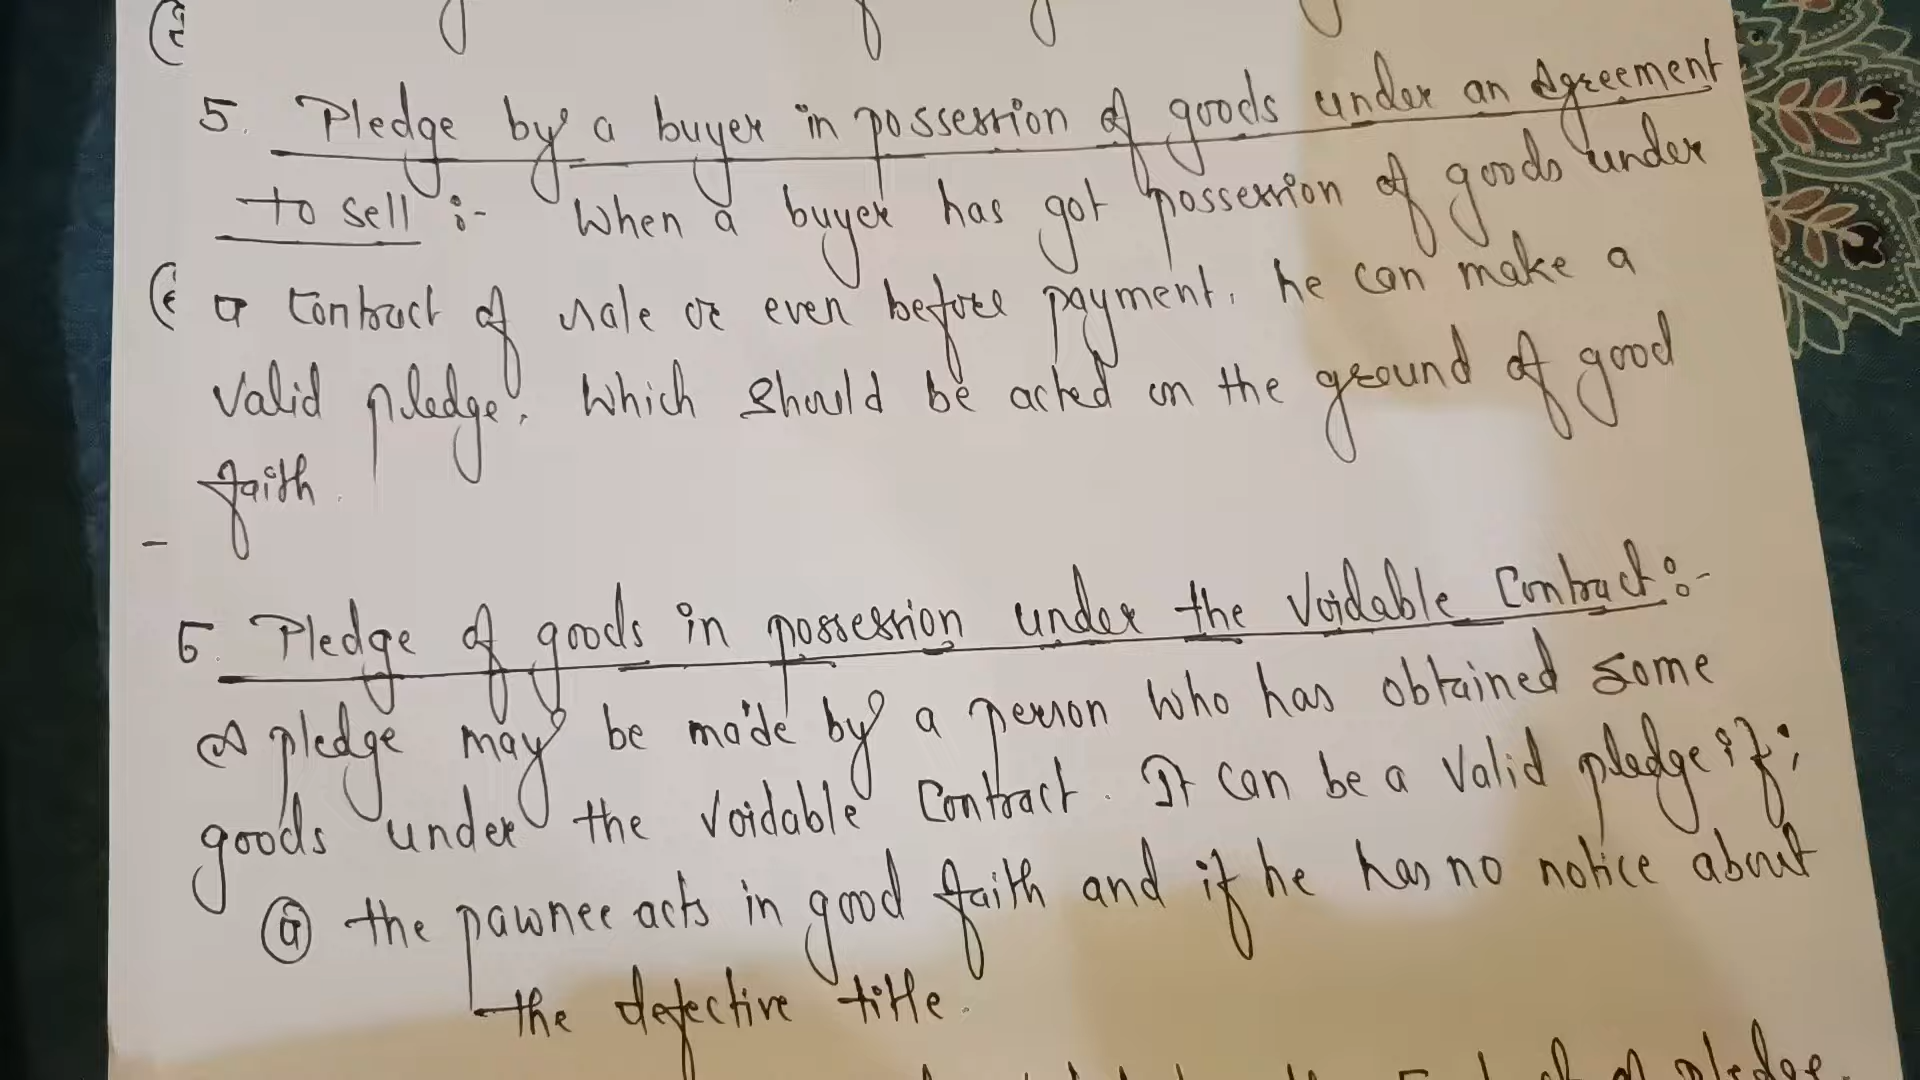 5. Pledge by a buyer in possession of goods under an Agreement
to sell :- When a buyer has got possession of goods under
a contract of sale or even before payment, he can make a
valid pledge, which should be acted on the ground of good
faith.
6. Pledge of goods in possession under the Voidable Contract:-
A pledge may be made by a person who has obtained some
goods under the voidable Contract. It can be a valid pledge if;
(a) the pawnee acts in good faith and if he has no notice about
the defective title.
pledge.